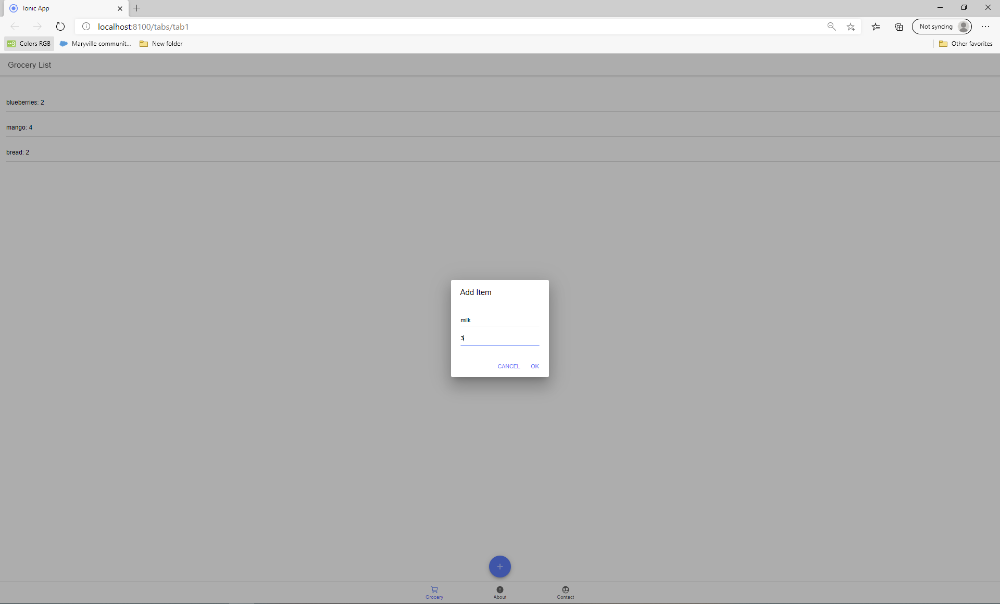 Ionic App
localhost:8100/tabs/tab1
Not syncing
Colors RGB
Maryville communit...
New folder
Other favorites
Grocery List
blueberries: 2
mango: 4
bread: 2
Add Item
milk
3
CANCEL OK
Grocery
About
Contact